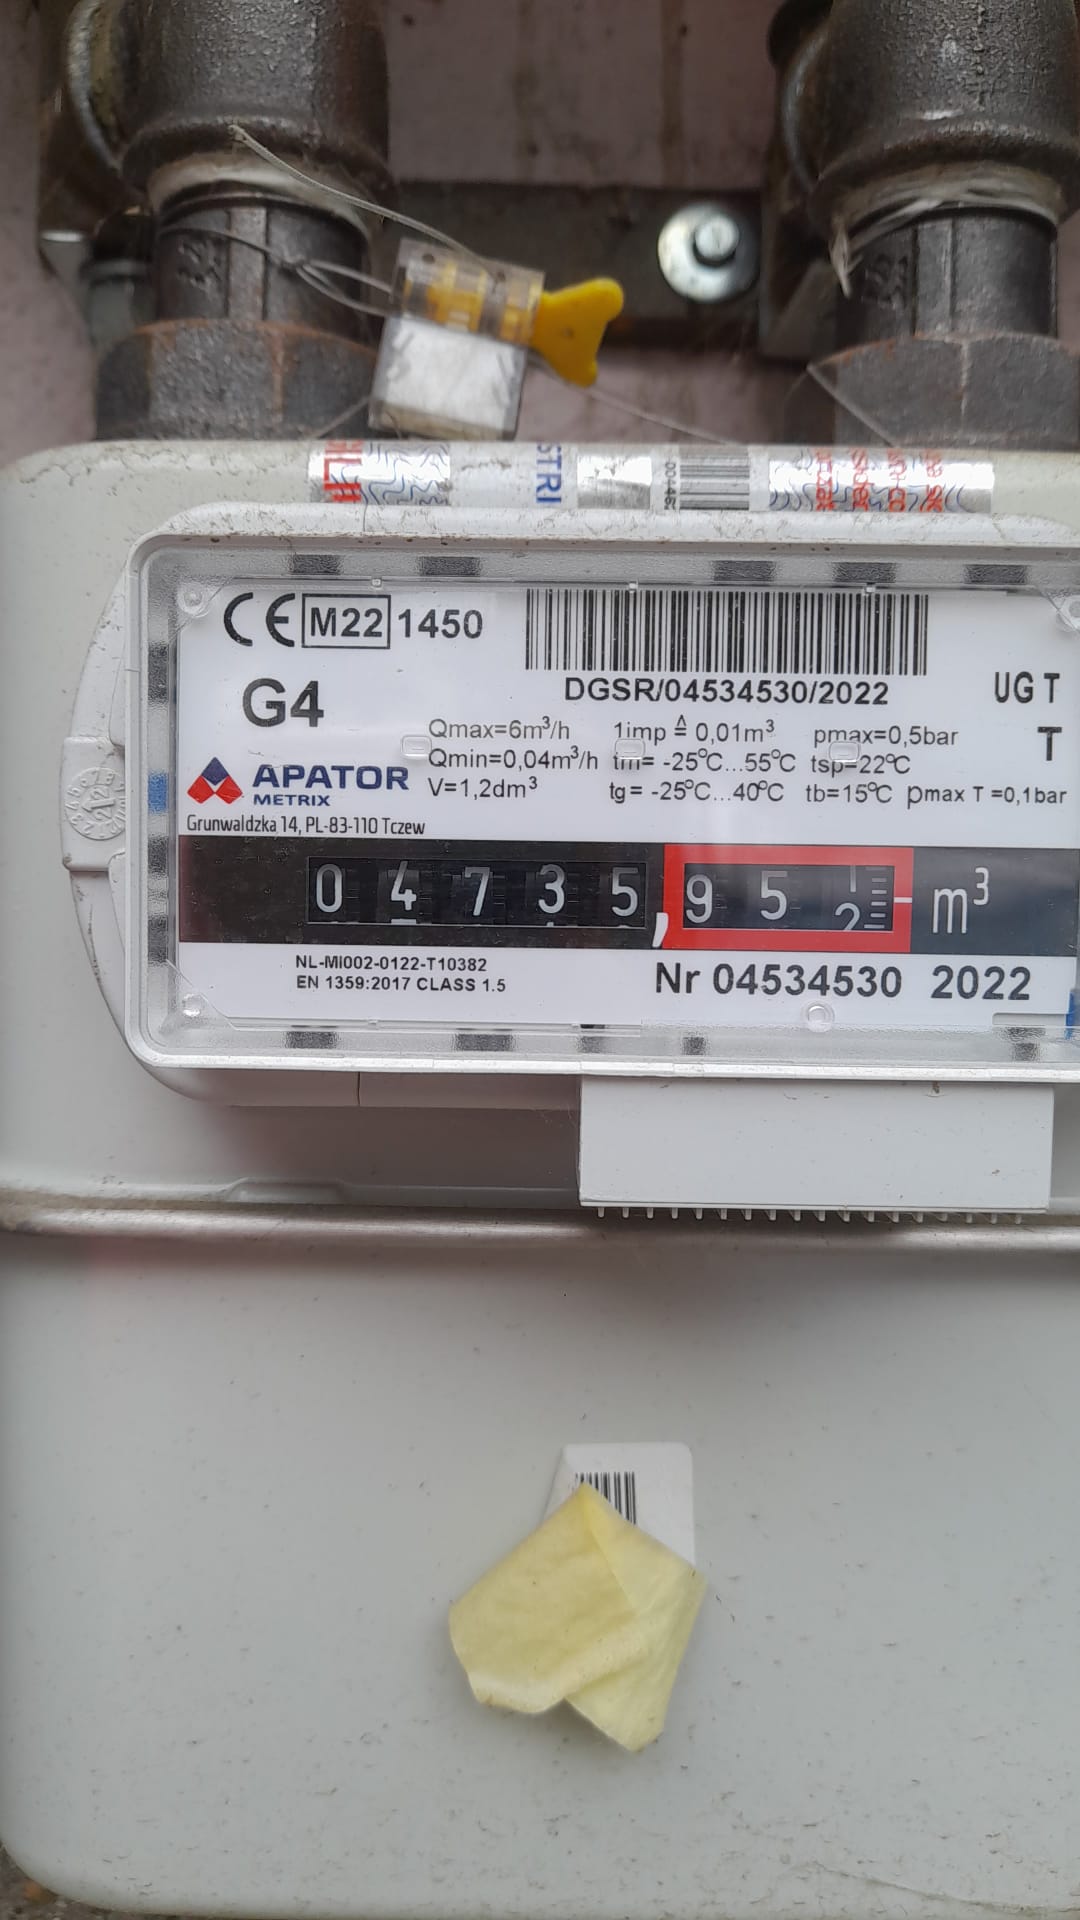 STRI
CE M22 1450
DGSR/04534530/2022
G4
UG T
T
Qmax=6m³/h 1imp ≙ 0,01m³ pmax=0,5bar
Qmin=0,04m³/h tm= -25°C...55°C tsp=22°C
V=1,2dm³ tg= -25°C...40°C tb=15°C pmax T =0,1bar
APATOR
METRIX
Grunwaldzka 14, PL-83-110 Tczew
0 4 7 3 5 , 9 5 1 2 m³
NL-MI002-0122-T10382
EN 1359:2017 CLASS 1.5
Nr 04534530 2022